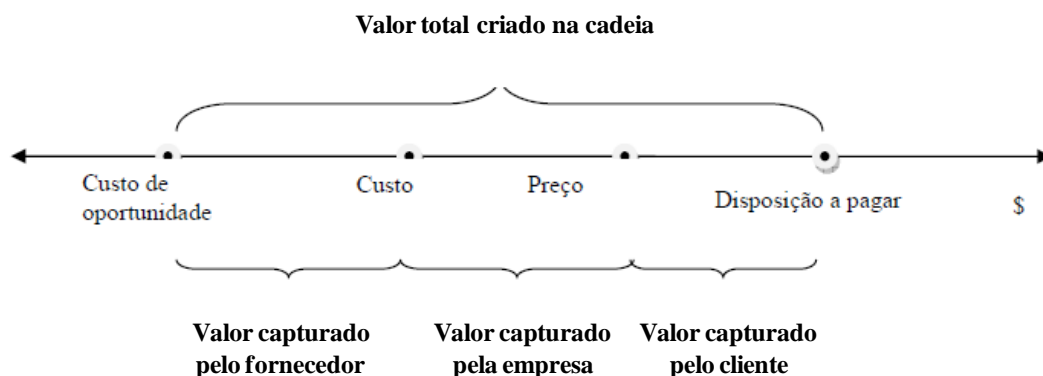 Valor total criado na cadeia
Custo de
oportunidade
Custo
Preço
Disposição a pagar
$
Valor capturado
pelo fornecedor
Valor capturado
pela empresa
Valor capturado
pelo cliente